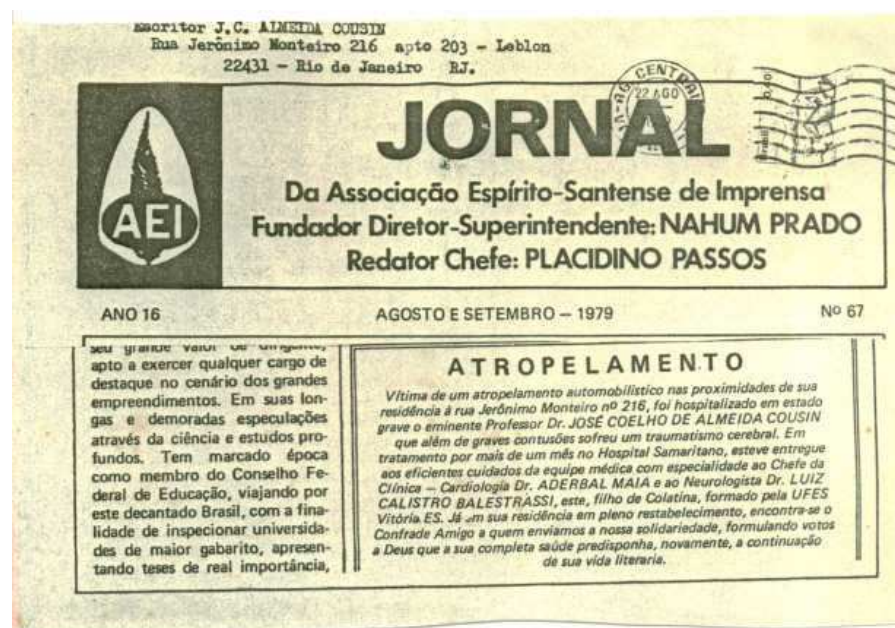 Escritor J.C. ALMEIDA COUSIN
Rua Jerônimo Monteiro 216 apto 203 - Leblon
22431 - Rio de Janeiro RJ.
CENTRAL
22 AGO
JORNAL
AEI
Da Associação Espírito-Santense de Imprensa
Fundador Diretor-Superintendente: NAHUM PRADO
Redator Chefe: PLACIDINO PASSOS
ANO 16 AGOSTO E SETEMBRO — 1979 Nº 67
seu grande valor de dirigente,
apto a exercer qualquer cargo de
destaque no cenário dos grandes
empreendimentos. Em suas lon-
gas e demoradas especulações
através da ciência e estudos pro-
fundos. Tem marcado época
como membro do Conselho Fe-
deral de Educação, viajando por
este decantado Brasil, com a fina-
lidade de inspecionar universida-
des de maior gabarito, apresen-
tando teses de real importância,
ATROPELAMENTO
Vítima de um atropelamento automobilístico nas proximidades de sua
residência à rua Jerônimo Monteiro nº 216, foi hospitalizado em estado
grave o eminente Professor Dr. JOSÉ COELHO DE ALMEIDA COUSIN
que além de graves contusões sofreu um traumatismo cerebral. Em
tratamento por mais de um mês no Hospital Samaritano, esteve entregue
aos eficientes cuidados da equipe médica com especialidade ao Chefe da
Clínica — Cardiologia Dr. ADERBAL MAIA e ao Neurologista Dr. LUIZ
CALISTRO BALESTRASSI, este, filho de Colatina, formado pela UFES
Vitória ES. Já em sua residência em pleno restabelecimento, encontra-se o
Confrade Amigo a quem enviamos a nossa solidariedade, formulando votos
a Deus que a sua completa saúde predisponha, novamente, a continuação
de sua vida literaria.